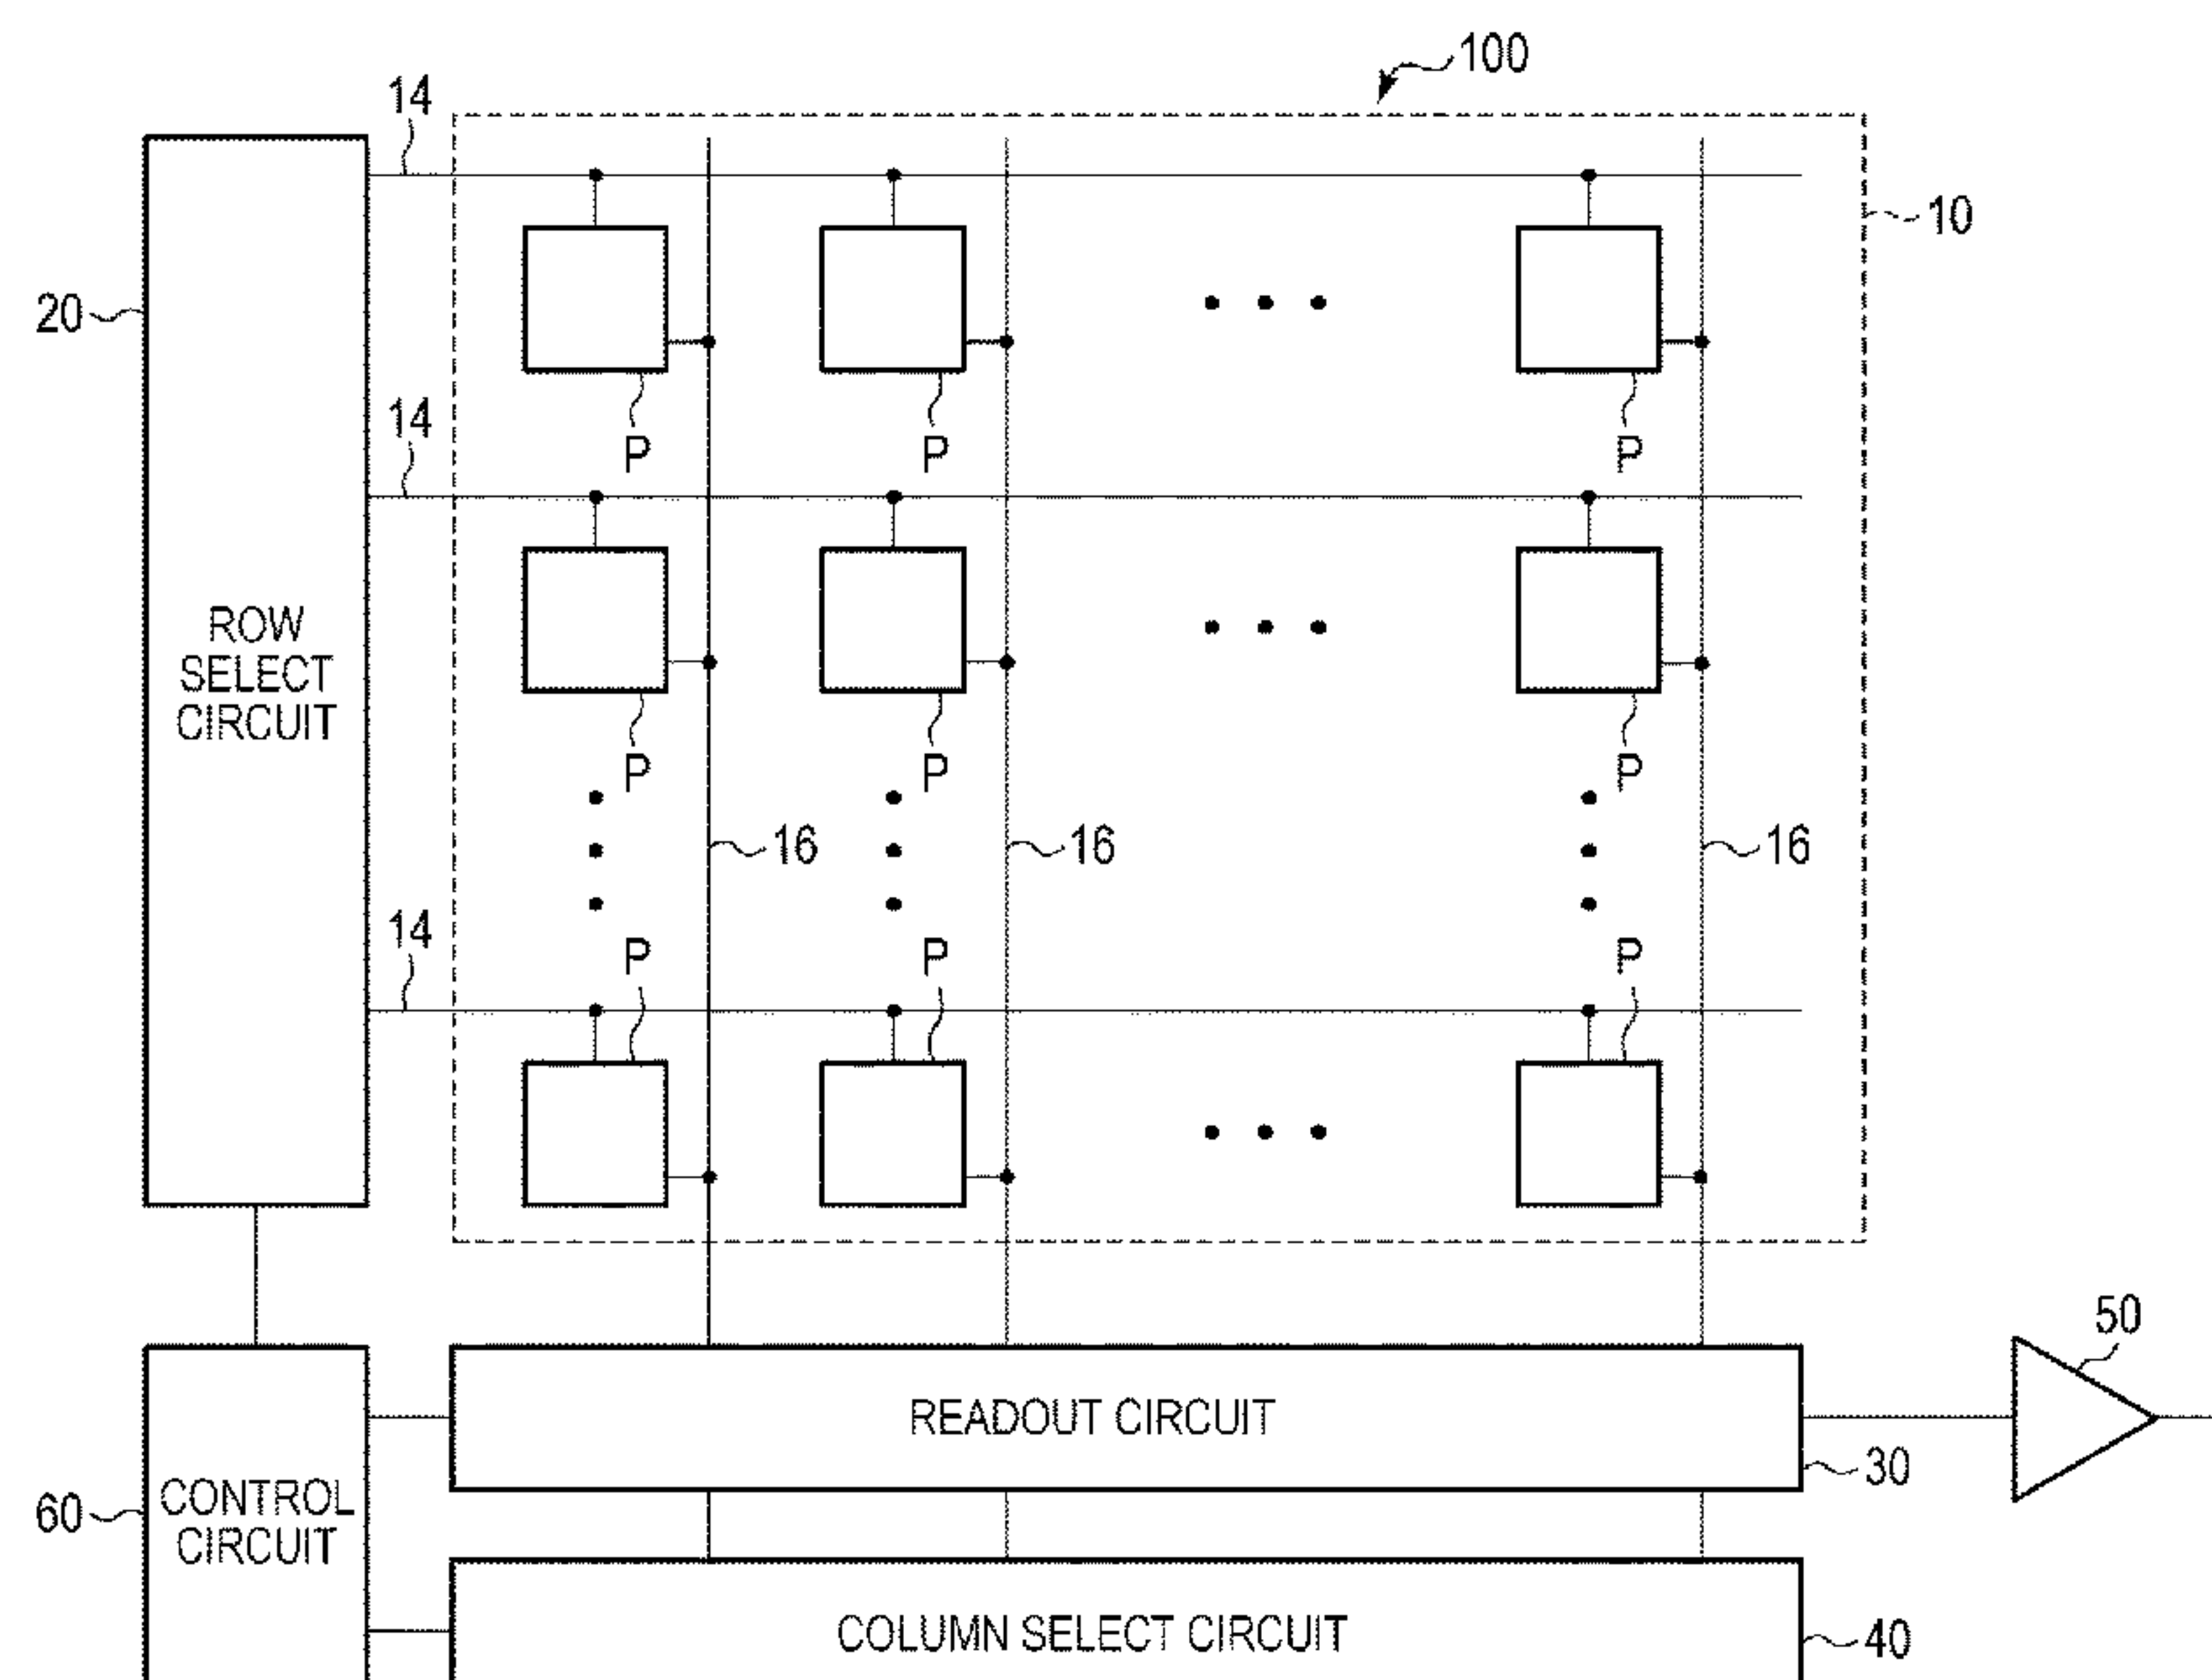 100
14
10
20
P P P
14
ROW
SELECT
CIRCUIT
P P P
16 16 16
14
P P P
50
READOUT CIRCUIT
30
60
CONTROL
CIRCUIT
COLUMN SELECT CIRCUIT
40